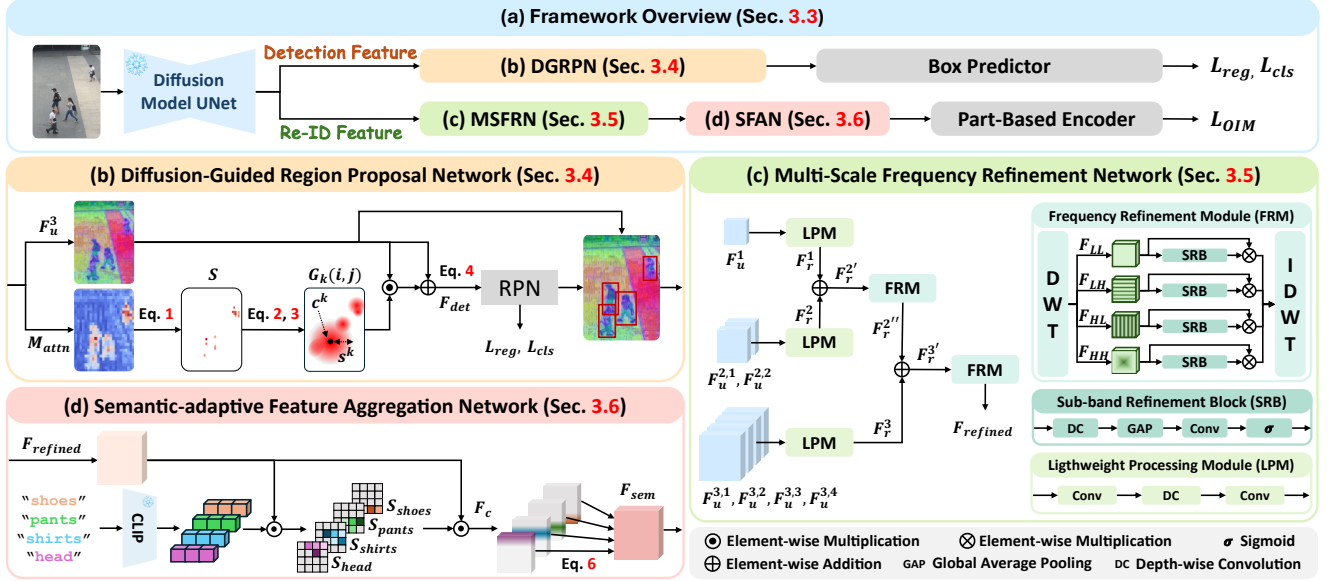 (a) Framework Overview (Sec. 3.3)
Diffusion
Model UNet
Detection Feature
Re-ID Feature
(b) DGRPN (Sec. 3.4)
Box Predictor
L_reg, L_cls
(c) MSFRN (Sec. 3.5)
(d) SFAN (Sec. 3.6)
Part-Based Encoder
L_OIM
(b) Diffusion-Guided Region Proposal Network (Sec. 3.4)
F_u^3
M_attn
Eq. 1
S
Eq. 2, 3
G_k(i, j)
c^k
s^k
Eq. 4
F_det
RPN
L_reg, L_cls
(c) Multi-Scale Frequency Refinement Network (Sec. 3.5)
F_u^1
LPM
F_r^1
F_r^2'
FRM
F_r^2
F_u^2,1, F_u^2,2
LPM
F_r^2''
F_r^3'
FRM
F_r^3
LPM
F_refined
F_u^3,1, F_u^3,2, F_u^3,3, F_u^3,4
Frequency Refinement Module (FRM)
DWT
F_LL
SRB
F_LH
SRB
F_HL
SRB
F_HH
SRB
IDWT
Sub-band Refinement Block (SRB)
DC GAP Conv σ
Ligthweight Processing Module (LPM)
Conv DC Conv
(d) Semantic-adaptive Feature Aggregation Network (Sec. 3.6)
F_refined
"shoes"
"pants"
"shirts"
"head"
CLIP
S_shoes
S_pants
S_shirts
S_head
F_c
Eq. 6
F_sem
⊙ Element-wise Multiplication ⊗ Element-wise Multiplication σ Sigmoid
⊕ Element-wise Addition GAP Global Average Pooling DC Depth-wise Convolution